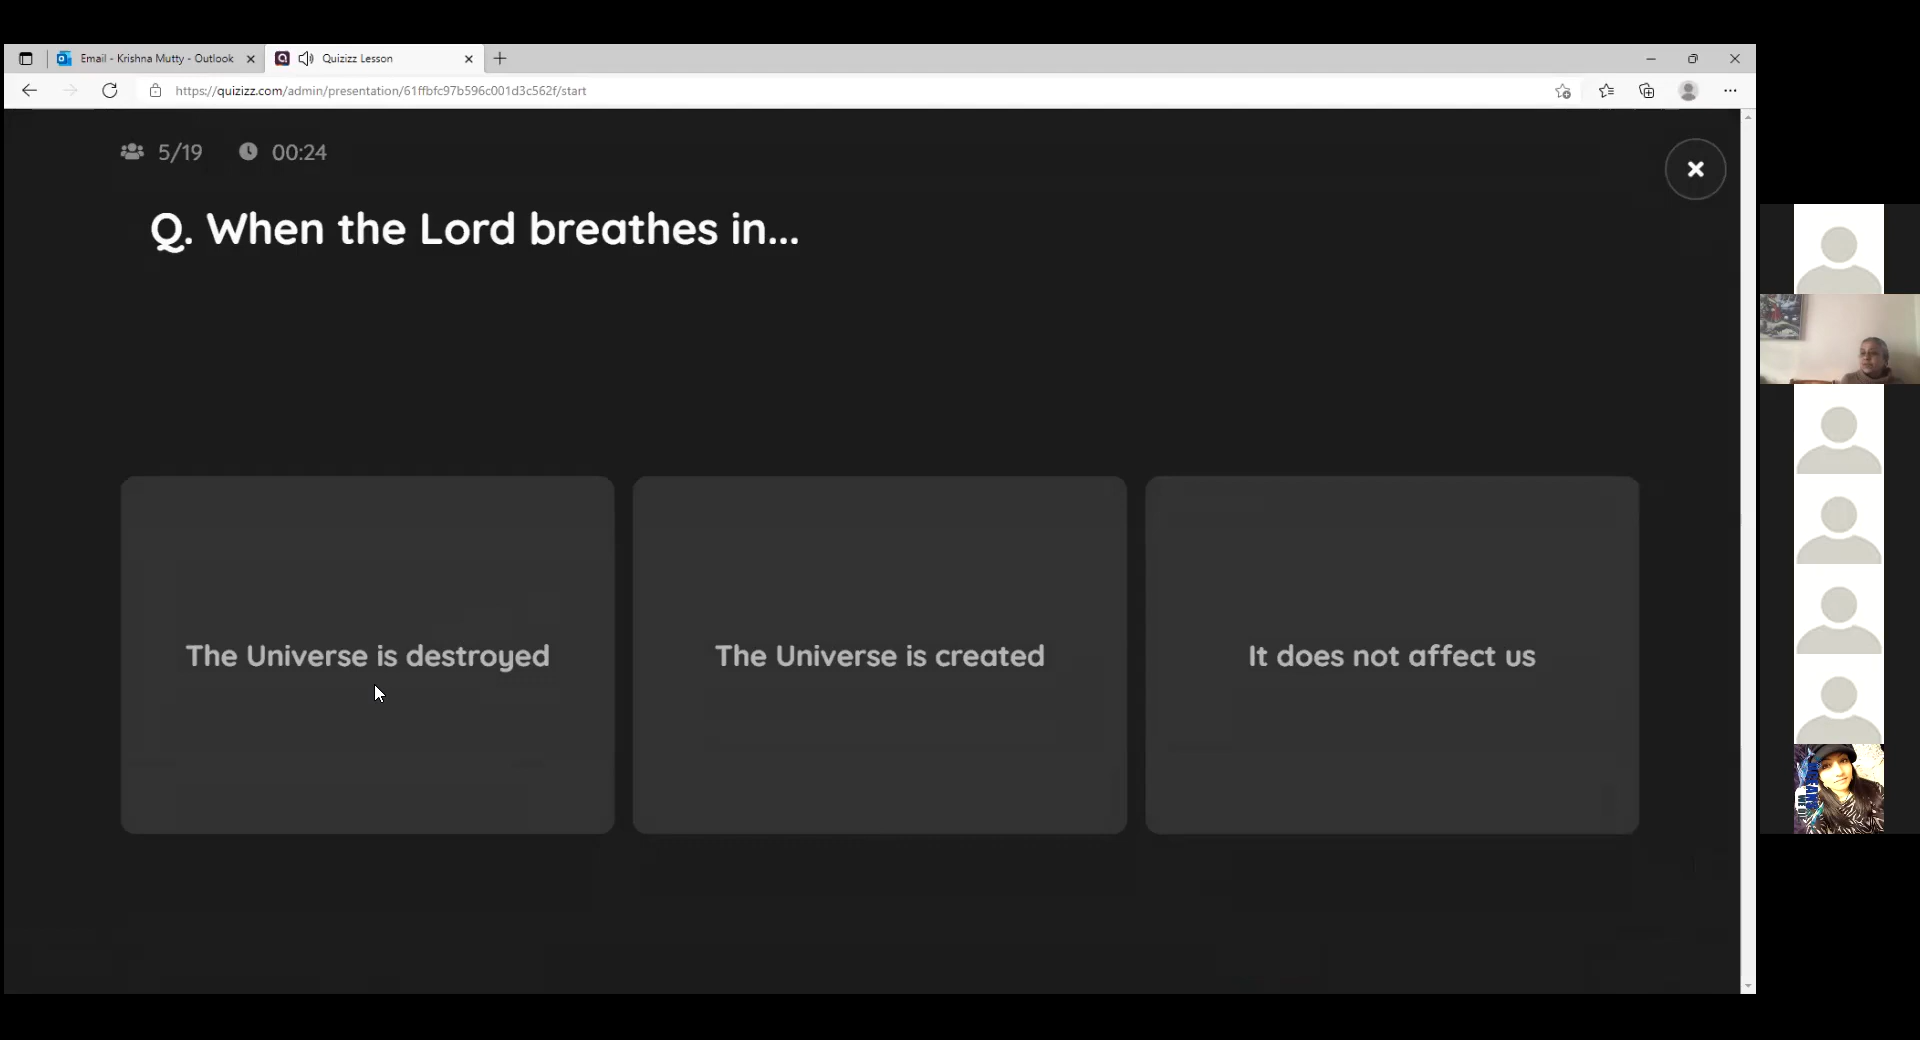 Email - Krishna Mutty - Outlook
Quizizz Lesson
https://quizizz.com/admin/presentation/61ffbfc97b596c001d3c562f/start
5/19 00:24
Q. When the Lord breathes in...
The Universe is destroyed
The Universe is created
It does not affect us